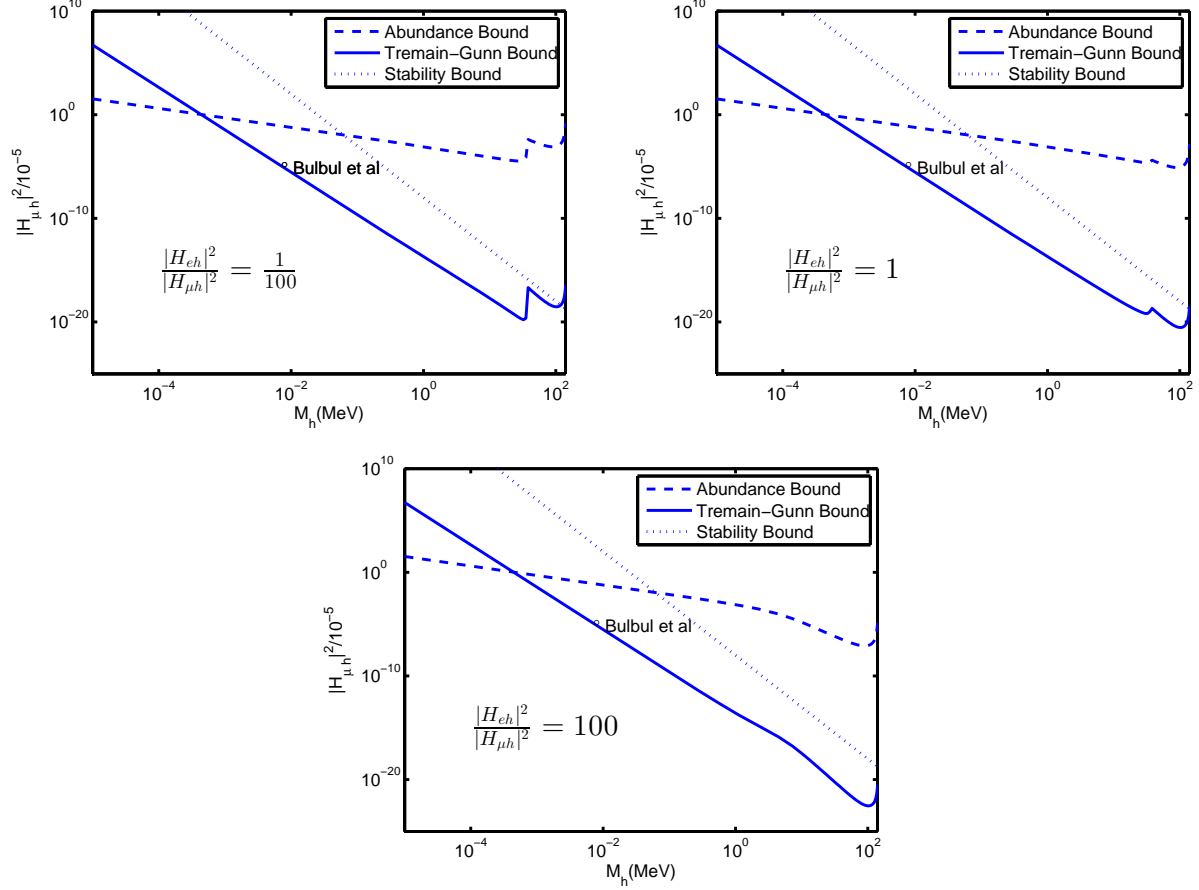 10^10
10^0
10^−10
10^−20
|H_μh|^2/10^−5
Abundance Bound
Tremain−Gunn Bound
Stability Bound
Bulbul et al
|H_eh|^2/|H_μh|^2 = 1/100
10^−4
10^−2
10^0
10^2
M_h(MeV)
10^10
10^0
10^−10
10^−20
|H_μh|^2/10^−5
Abundance Bound
Tremain−Gunn Bound
Stability Bound
Bulbul et al
|H_eh|^2/|H_μh|^2 = 1
10^−4
10^−2
10^0
10^2
M_h(MeV)
10^10
10^0
10^−10
10^−20
|H_μh|^2/10^−5
Abundance Bound
Tremain−Gunn Bound
Stability Bound
Bulbul et al
|H_eh|^2/|H_μh|^2 = 100
10^−4
10^−2
10^0
10^2
M_h(MeV)